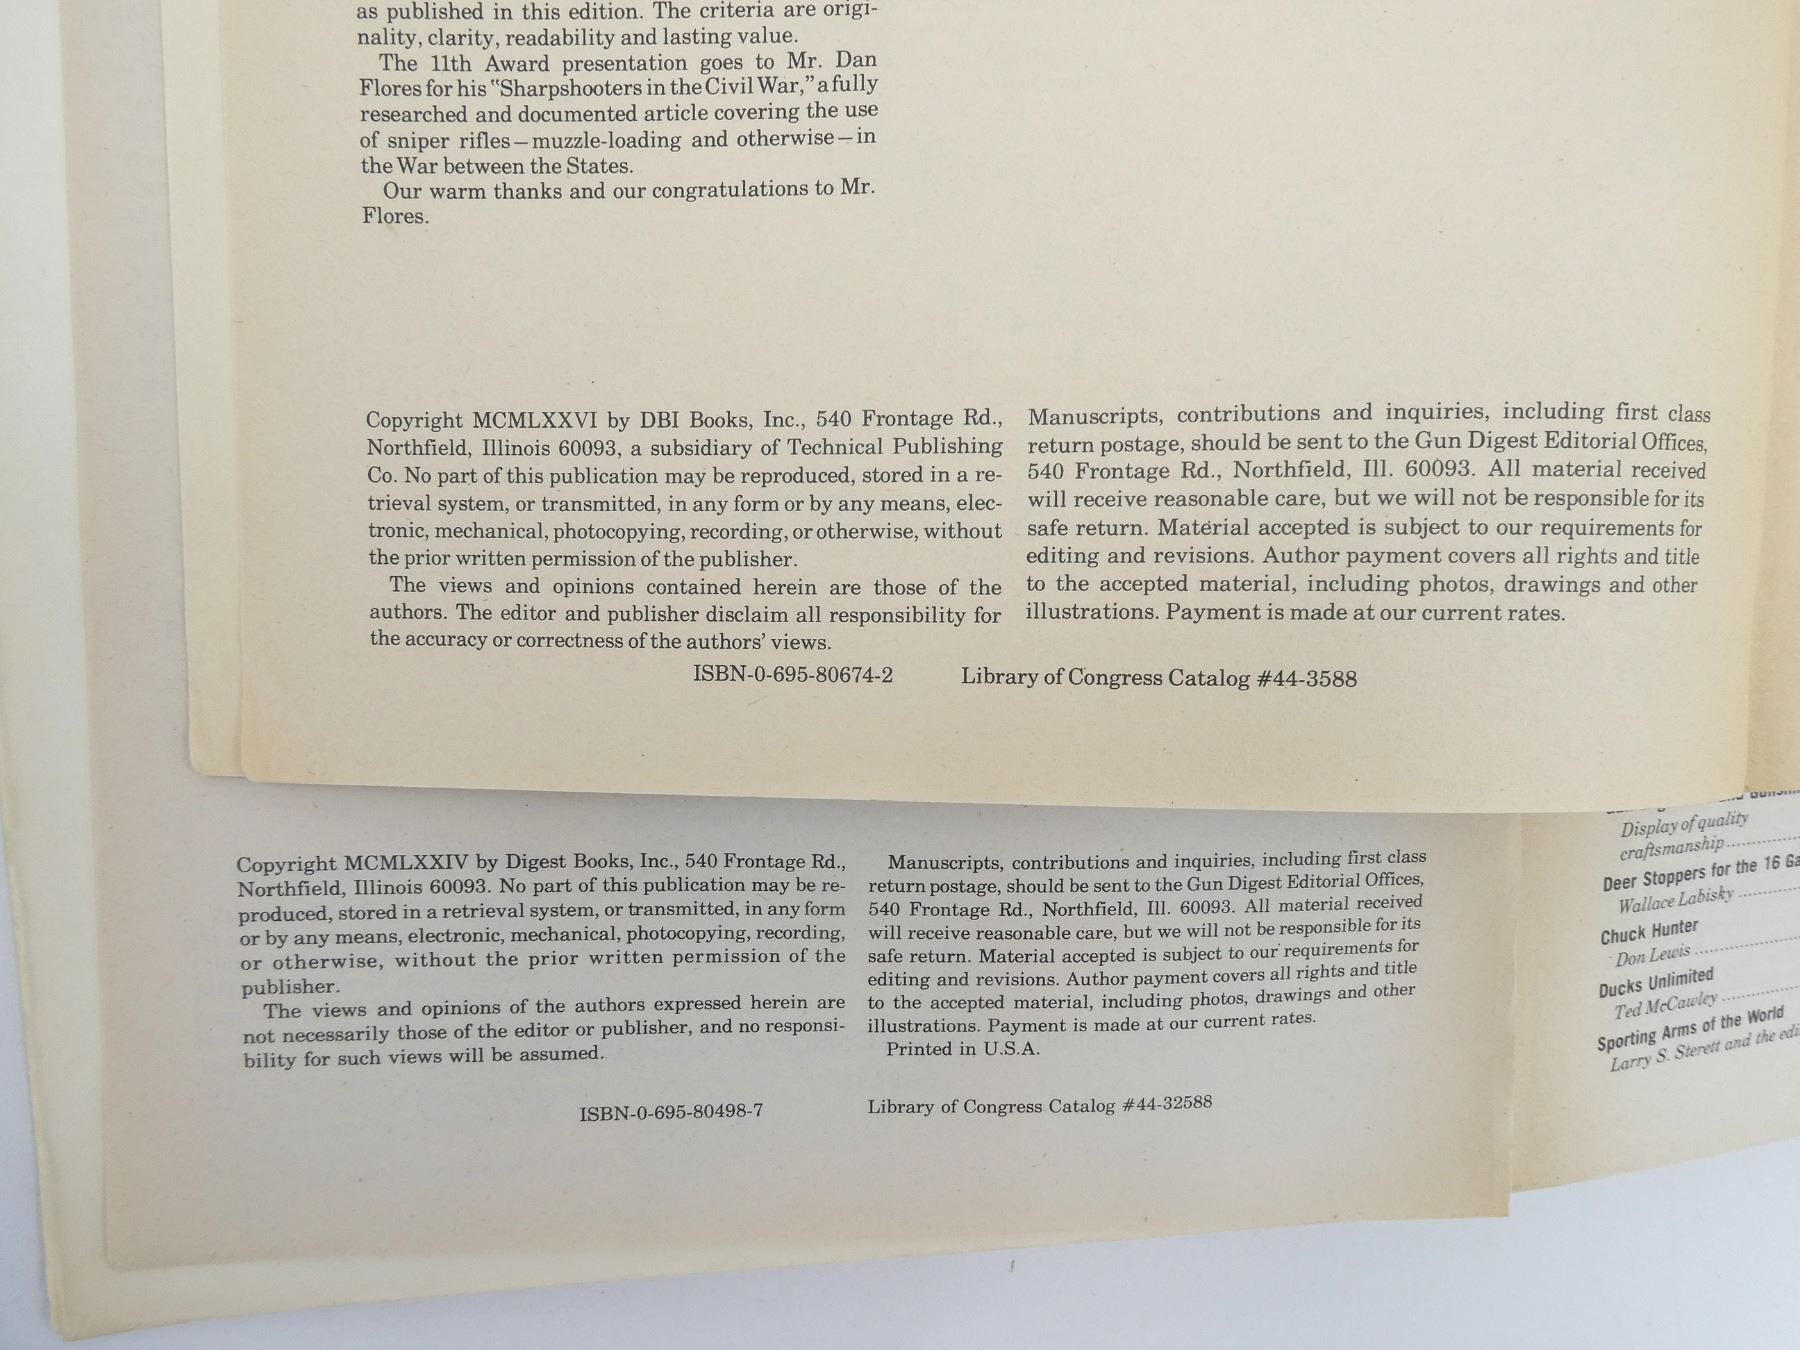 as published in this edition. The criteria are origi-
nality, clarity, readability and lasting value.
The 11th Award presentation goes to Mr. Dan
Flores for his "Sharpshooters in the Civil War," a fully
researched and documented article covering the use
of sniper rifles—muzzle-loading and otherwise—in
the War between the States.
Our warm thanks and our congratulations to Mr.
Flores.
Copyright MCMLXXVI by DBI Books, Inc., 540 Frontage Rd.,
Northfield, Illinois 60093, a subsidiary of Technical Publishing
Co. No part of this publication may be reproduced, stored in a re-
trieval system, or transmitted, in any form or by any means, elec-
tronic, mechanical, photocopying, recording, or otherwise, without
the prior written permission of the publisher.
The views and opinions contained herein are those of the
authors. The editor and publisher disclaim all responsibility for
the accuracy or correctness of the authors' views.
Manuscripts, contributions and inquiries, including first class
return postage, should be sent to the Gun Digest Editorial Offices,
540 Frontage Rd., Northfield, Ill. 60093. All material received
will receive reasonable care, but we will not be responsible for its
safe return. Material accepted is subject to our requirements for
editing and revisions. Author payment covers all rights and title
to the accepted material, including photos, drawings and other
illustrations. Payment is made at our current rates.
ISBN-0-695-80674-2
Library of Congress Catalog #44-3588
Copyright MCMLXXIV by Digest Books, Inc., 540 Frontage Rd.,
Northfield, Illinois 60093. No part of this publication may be re-
produced, stored in a retrieval system, or transmitted, in any form
or by any means, electronic, mechanical, photocopying, recording,
or otherwise, without the prior written permission of the
publisher.
The views and opinions of the authors expressed herein are
not necessarily those of the editor or publisher, and no responsi-
bility for such views will be assumed.
Manuscripts, contributions and inquiries, including first class
return postage, should be sent to the Gun Digest Editorial Offices,
540 Frontage Rd., Northfield, Ill. 60093. All material received
will receive reasonable care, but we will not be responsible for its
safe return. Material accepted is subject to our requirements for
editing and revisions. Author payment covers all rights and title
to the accepted material, including photos, drawings and other
illustrations. Payment is made at our current rates.
Printed in U.S.A.
ISBN-0-695-80498-7
Library of Congress Catalog #44-32588
Display of quality
craftsmanship
Deer Stoppers for the 16 Ga
Wallace Labisky
Chuck Hunter
Don Lewis
Ducks Unlimited
Ted McCawley
Sporting Arms of the World
Larry S. Sterett and the edi